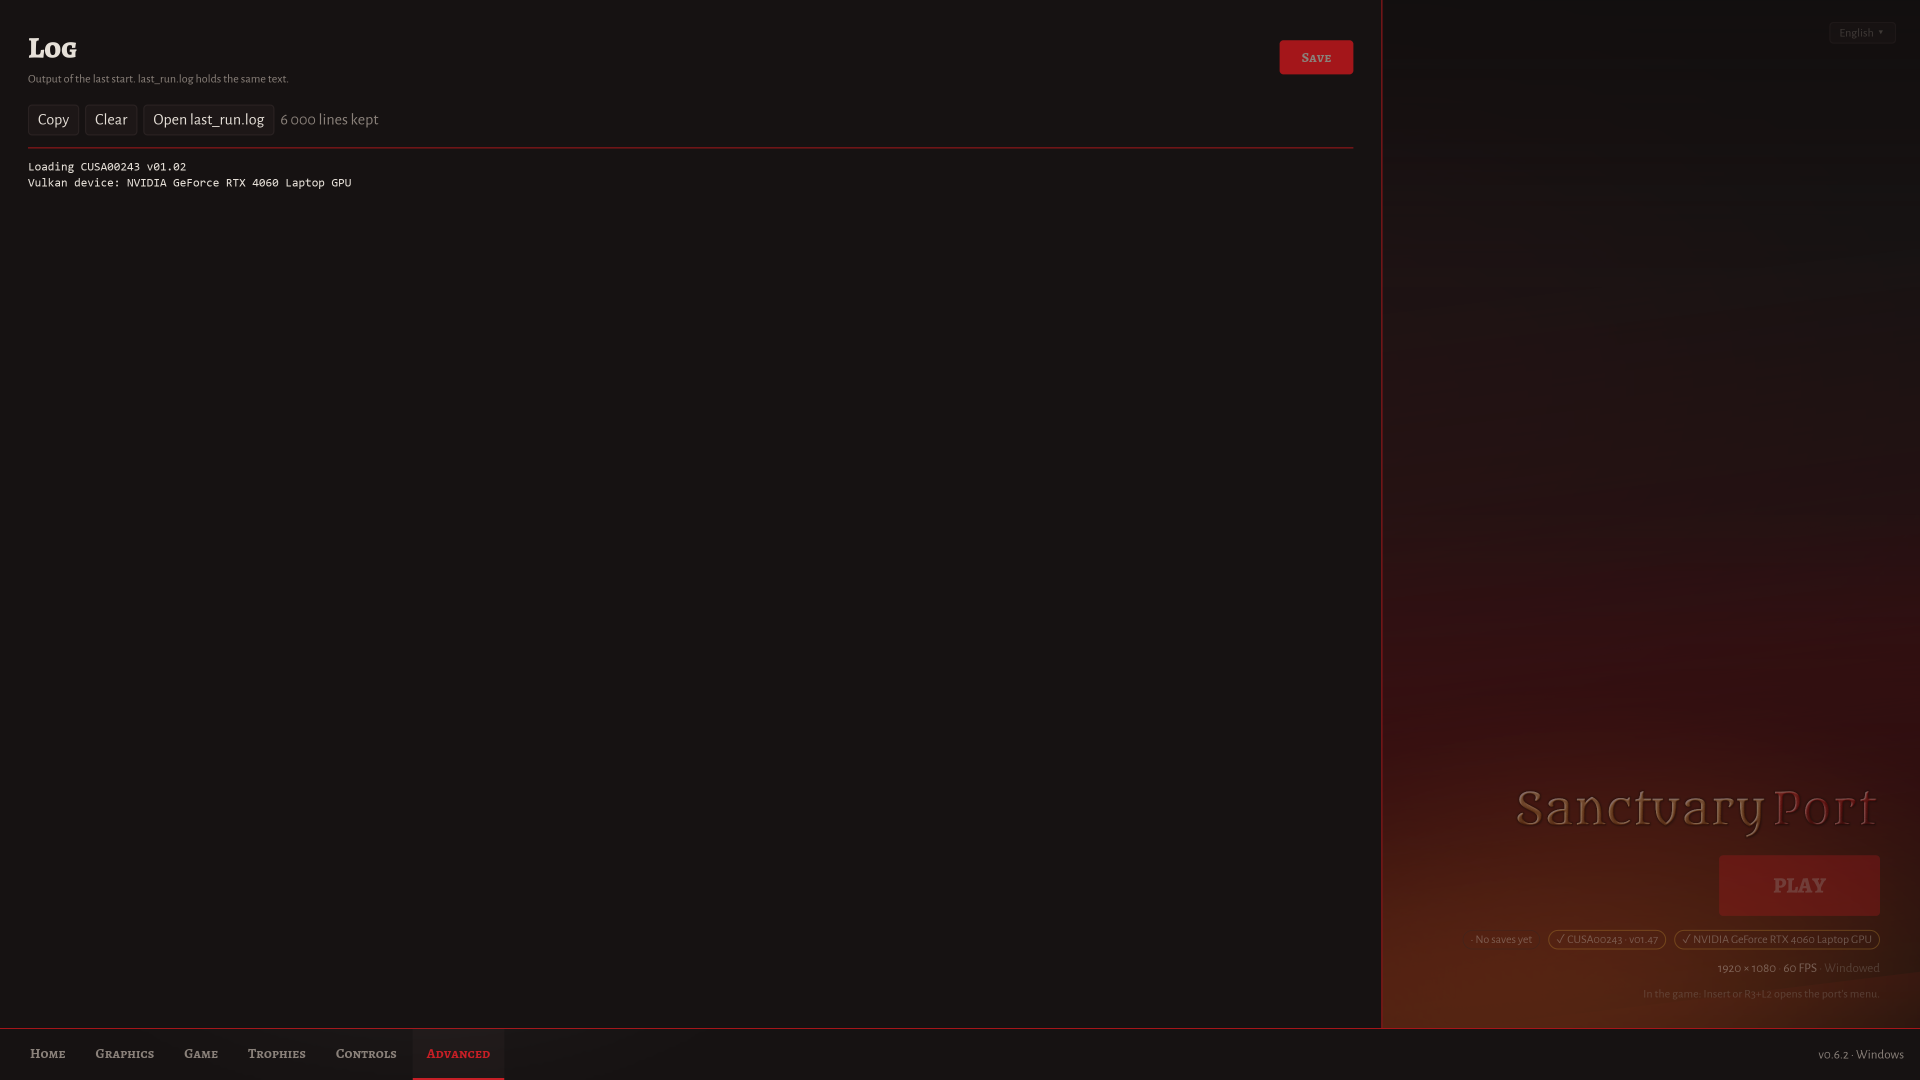 Log
Save
Output of the last start. last_run.log holds the same text.
Copy Clear Open last_run.log 6 000 lines kept
Loading CUSA00243 v01.02
Vulkan device: NVIDIA GeForce RTX 4060 Laptop GPU
English ▾
Sanctuary Port
PLAY
· No saves yet ✓ CUSA00243 · v01.47 ✓ NVIDIA GeForce RTX 4060 Laptop GPU
1920 × 1080 · 60 FPS · Windowed
In the game: Insert or R3+L2 opens the port's menu.
Home Graphics Game Trophies Controls Advanced v0.6.2 · Windows